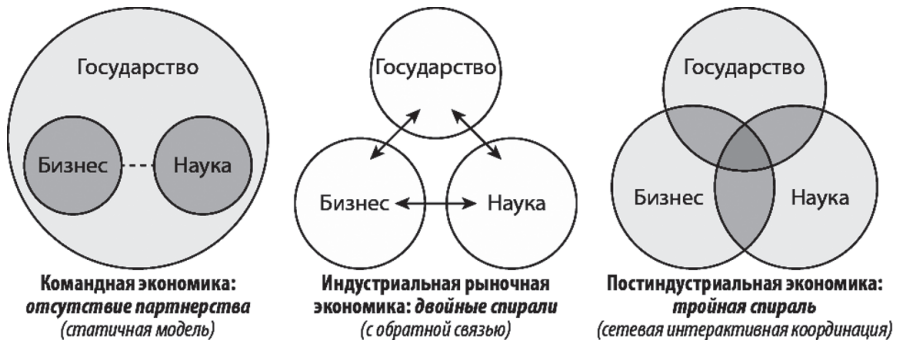 Государство
Бизнес
Наука
Командная экономика:
отсутствие партнерства
(статичная модель)
Государство
Бизнес
Наука
Индустриальная рыночная
экономика: двойные спирали
(с обратной связью)
Государство
Бизнес
Наука
Постиндустриальная экономика:
тройная спираль
(сетевая интерактивная координация)